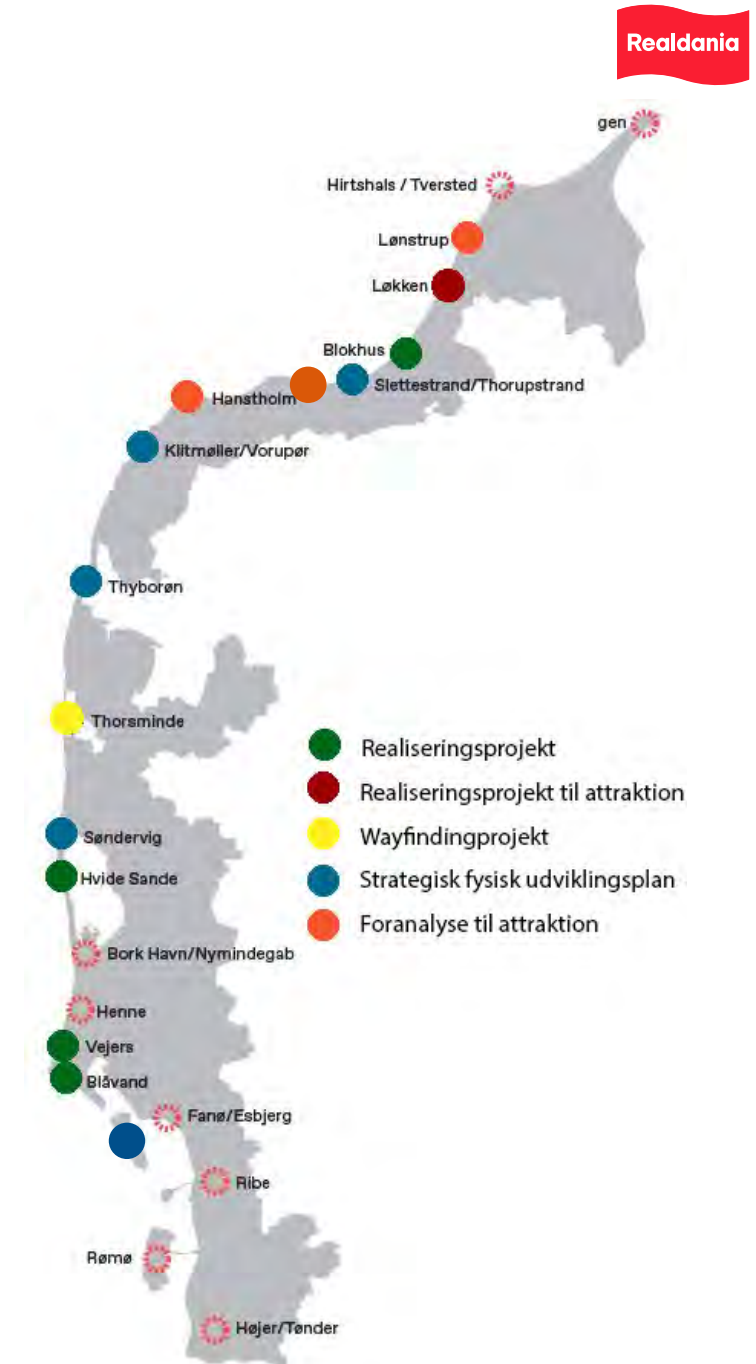 Realdania
gen
Hirtshals / Tversted
Lønstrup
Løkken
Blokhus
Slettestrand/Thorupstrand
Hanstholm
Klitmøller/Vorupør
Thyborøn
Thorsminde
Realiseringsprojekt
Realiseringsprojekt til attraktion
Wayfindingprojekt
Strategisk fysisk udviklingsplan
Foranalyse til attraktion
Søndervig
Hvide Sande
Bork Havn/Nymindegab
Henne
Vejers
Blåvand
Fanø/Esbjerg
Ribe
Rømø
Højer/Tønder